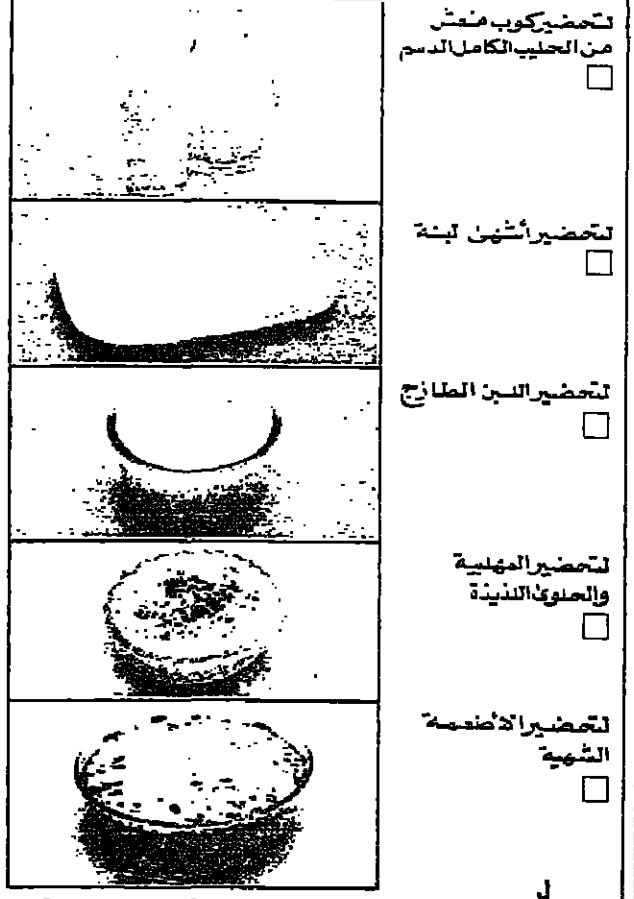 لتحضير كوب منعش
من الحليب الكامل الدسم
لتحضير أشهى لبنة
لتحضير اللبن الطازج
لتحضير المهلبية
والحلوى اللذيذة
لتحضير الأطعمة
الشهية
ل